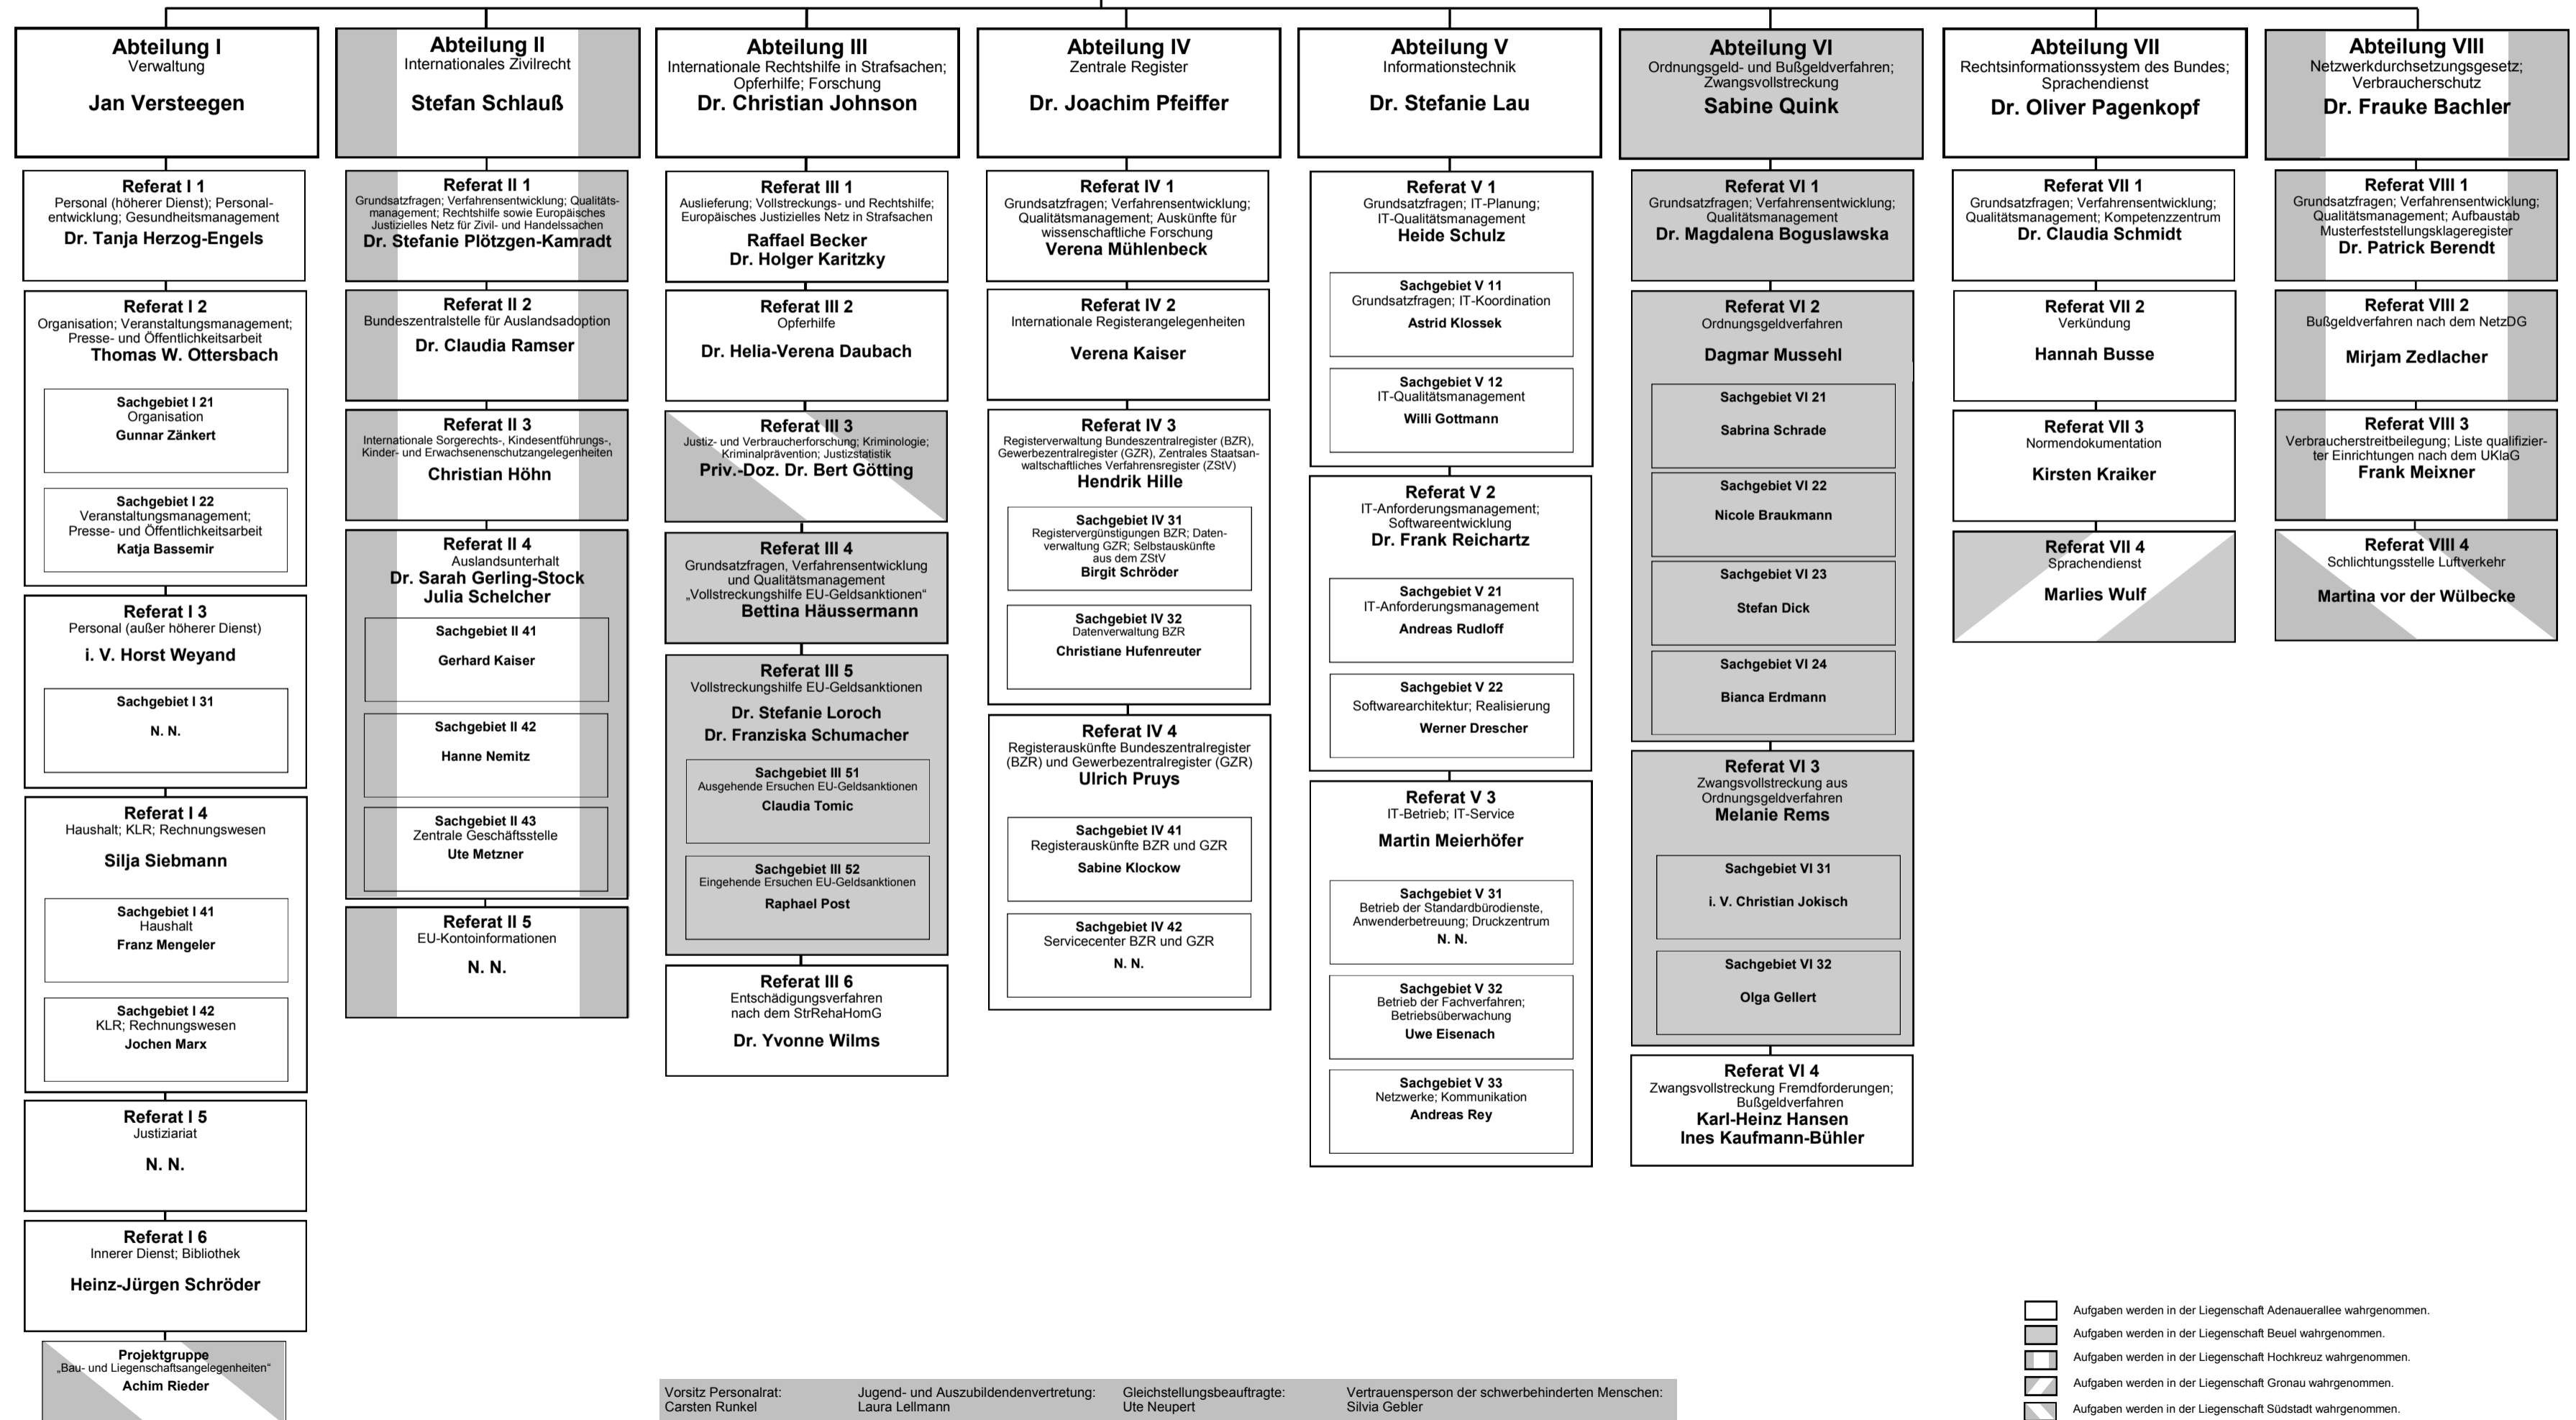 Abteilung I
Verwaltung
Jan Versteegen
Referat I 1
Personal (höherer Dienst); Personal-
entwicklung; Gesundheitsmanagement
Dr. Tanja Herzog-Engels
Referat I 2
Organisation; Veranstaltungsmanagement;
Presse- und Öffentlichkeitsarbeit
Thomas W. Ottersbach
Sachgebiet I 21
Organisation
Gunnar Zänkert
Sachgebiet I 22
Veranstaltungsmanagement;
Presse- und Öffentlichkeitsarbeit
Katja Bassemir
Referat I 3
Personal (außer höherer Dienst)
i. V. Horst Weyand
Sachgebiet I 31
N. N.
Referat I 4
Haushalt; KLR; Rechnungswesen
Silja Siebmann
Sachgebiet I 41
Haushalt
Franz Mengeler
Sachgebiet I 42
KLR; Rechnungswesen
Jochen Marx
Referat I 5
Justiziariat
N. N.
Referat I 6
Innerer Dienst; Bibliothek
Heinz-Jürgen Schröder
Projektgruppe
„Bau- und Liegenschaftsangelegenheiten“
Achim Rieder
Abteilung II
Internationales Zivilrecht
Stefan Schlauß
Referat II 1
Grundsatzfragen; Verfahrensentwicklung; Qualitäts-
management; Rechtshilfe sowie Europäisches
Justizielles Netz für Zivil- und Handelssachen
Dr. Stefanie Plötzgen-Kamradt
Referat II 2
Bundeszentralstelle für Auslandsadoption
Dr. Claudia Ramser
Referat II 3
Internationale Sorgerechts-, Kindesentführungs-,
Kinder- und Erwachsenenschutzangelegenheiten
Christian Höhn
Referat II 4
Auslandsunterhalt
Dr. Sarah Gerling-Stock
Julia Schelcher
Sachgebiet II 41
Gerhard Kaiser
Sachgebiet II 42
Hanne Nemitz
Sachgebiet II 43
Zentrale Geschäftsstelle
Ute Metzner
Referat II 5
EU-Kontoinformationen
N. N.
Abteilung III
Internationale Rechtshilfe in Strafsachen;
Opferhilfe; Forschung
Dr. Christian Johnson
Referat III 1
Auslieferung; Vollstreckungs- und Rechtshilfe;
Europäisches Justizielles Netz in Strafsachen
Raffael Becker
Dr. Holger Karitzky
Referat III 2
Opferhilfe
Dr. Helia-Verena Daubach
Referat III 3
Justiz- und Verbraucherforschung; Kriminologie;
Kriminalprävention; Justizstatistik
Priv.-Doz. Dr. Bert Götting
Referat III 4
Grundsatzfragen, Verfahrensentwicklung
und Qualitätsmanagement
„Vollstreckungshilfe EU-Geldsanktionen“
Bettina Häussermann
Referat III 5
Vollstreckungshilfe EU-Geldsanktionen
Dr. Stefanie Loroch
Dr. Franziska Schumacher
Sachgebiet III 51
Ausgehende Ersuchen EU-Geldsanktionen
Claudia Tomic
Sachgebiet III 52
Eingehende Ersuchen EU-Geldsanktionen
Raphael Post
Referat III 6
Entschädigungsverfahren
nach dem StrRehaHomG
Dr. Yvonne Wilms
Abteilung IV
Zentrale Register
Dr. Joachim Pfeiffer
Referat IV 1
Grundsatzfragen; Verfahrensentwicklung;
Qualitätsmanagement; Auskünfte für
wissenschaftliche Forschung
Verena Mühlenbeck
Referat IV 2
Internationale Registerangelegenheiten
Verena Kaiser
Referat IV 3
Registerverwaltung Bundeszentralregister (BZR),
Gewerbezentralregister (GZR), Zentrales Staatsan-
waltschaftliches Verfahrensregister (ZStV)
Hendrik Hille
Sachgebiet IV 31
Registervergünstigungen BZR; Daten-
verwaltung GZR; Selbstauskünfte
aus dem ZStV
Birgit Schröder
Sachgebiet IV 32
Datenverwaltung BZR
Christiane Hufenreuter
Referat IV 4
Registerauskünfte Bundeszentralregister
(BZR) und Gewerbezentralregister (GZR)
Ulrich Pruys
Sachgebiet IV 41
Registerauskünfte BZR und GZR
Sabine Klockow
Sachgebiet IV 42
Servicecenter BZR und GZR
N. N.
Abteilung V
Informationstechnik
Dr. Stefanie Lau
Referat V 1
Grundsatzfragen; IT-Planung;
IT-Qualitätsmanagement
Heide Schulz
Sachgebiet V 11
Grundsatzfragen; IT-Koordination
Astrid Klossek
Sachgebiet V 12
IT-Qualitätsmanagement
Willi Gottmann
Referat V 2
IT-Anforderungsmanagement;
Softwareentwicklung
Dr. Frank Reichartz
Sachgebiet V 21
IT-Anforderungsmanagement
Andreas Rudloff
Sachgebiet V 22
Softwarearchitektur; Realisierung
Werner Drescher
Referat V 3
IT-Betrieb; IT-Service
Martin Meierhöfer
Sachgebiet V 31
Betrieb der Standardbürodienste,
Anwenderbetreuung; Druckzentrum
N. N.
Sachgebiet V 32
Betrieb der Fachverfahren;
Betriebsüberwachung
Uwe Eisenach
Sachgebiet V 33
Netzwerke; Kommunikation
Andreas Rey
Abteilung VI
Ordnungsgeld- und Bußgeldverfahren;
Zwangsvollstreckung
Sabine Quink
Referat VI 1
Grundsatzfragen; Verfahrensentwicklung;
Qualitätsmanagement
Dr. Magdalena Boguslawska
Referat VI 2
Ordnungsgeldverfahren
Dagmar Mussehl
Sachgebiet VI 21
Sabrina Schrade
Sachgebiet VI 22
Nicole Braukmann
Sachgebiet VI 23
Stefan Dick
Sachgebiet VI 24
Bianca Erdmann
Referat VI 3
Zwangsvollstreckung aus
Ordnungsgeldverfahren
Melanie Rems
Sachgebiet VI 31
i. V. Christian Jokisch
Sachgebiet VI 32
Olga Gellert
Referat VI 4
Zwangsvollstreckung Fremdforderungen;
Bußgeldverfahren
Karl-Heinz Hansen
Ines Kaufmann-Bühler
Abteilung VII
Rechtsinformationssystem des Bundes;
Sprachendienst
Dr. Oliver Pagenkopf
Referat VII 1
Grundsatzfragen; Verfahrensentwicklung;
Qualitätsmanagement; Kompetenzzentrum
Dr. Claudia Schmidt
Referat VII 2
Verkündung
Hannah Busse
Referat VII 3
Normendokumentation
Kirsten Kraiker
Referat VII 4
Sprachendienst
Marlies Wulf
Abteilung VIII
Netzwerkdurchsetzungsgesetz;
Verbraucherschutz
Dr. Frauke Bachler
Referat VIII 1
Grundsatzfragen; Verfahrensentwicklung;
Qualitätsmanagement; Aufbaustab
Musterfeststellungsklageregister
Dr. Patrick Berendt
Referat VIII 2
Bußgeldverfahren nach dem NetzDG
Mirjam Zedlacher
Referat VIII 3
Verbraucherstreitbeilegung; Liste qualifizier-
ter Einrichtungen nach dem UKlaG
Frank Meixner
Referat VIII 4
Schlichtungsstelle Luftverkehr
Martina vor der Wülbecke
Vorsitz Personalrat:
Carsten Runkel
Jugend- und Auszubildendenvertretung:
Laura Lellmann
Gleichstellungsbeauftragte:
Ute Neupert
Vertrauensperson der schwerbehinderten Menschen:
Silvia Gebler
Aufgaben werden in der Liegenschaft Adenauerallee wahrgenommen.
Aufgaben werden in der Liegenschaft Beuel wahrgenommen.
Aufgaben werden in der Liegenschaft Hochkreuz wahrgenommen.
Aufgaben werden in der Liegenschaft Gronau wahrgenommen.
Aufgaben werden in der Liegenschaft Südstadt wahrgenommen.